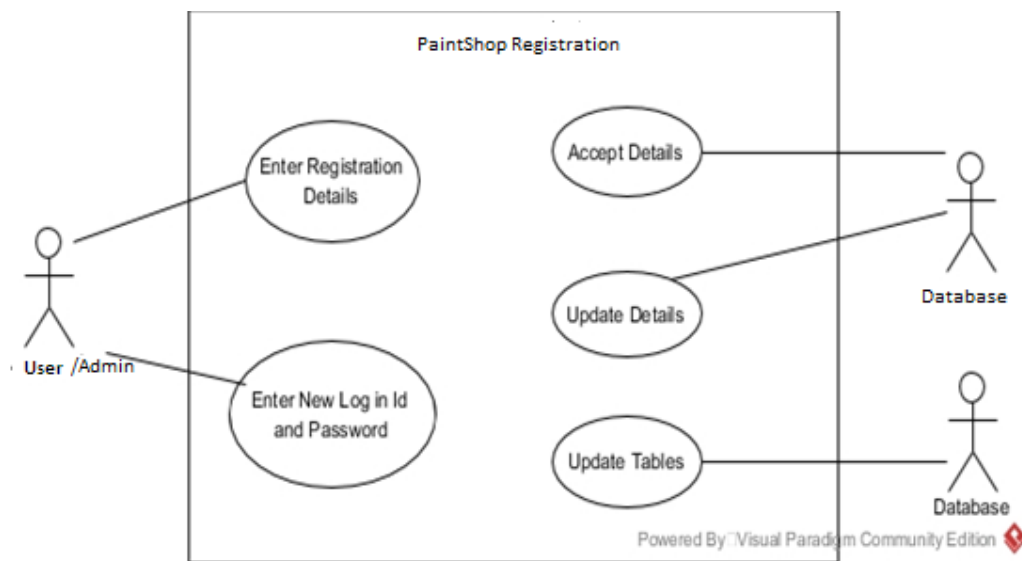 PaintShop Registration
Enter Registration
Details
Accept Details
Database
Update Details
User /Admin
Enter New Log in Id
and Password
Update Tables
Database
Powered By Visual Paradigm Community Edition